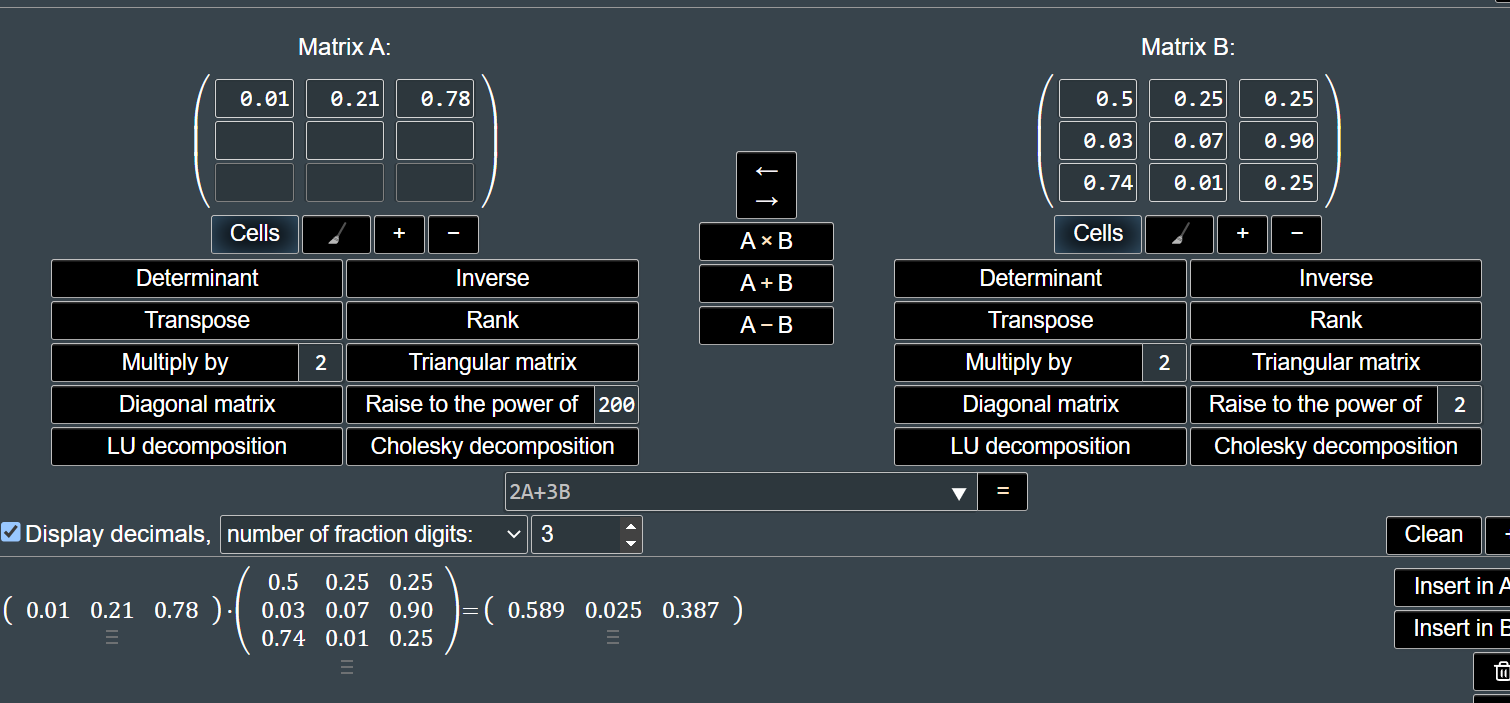 Matrix A: Matrix B:
0.01 0.21 0.78 0.5 0.25 0.25
0.03 0.07 0.90
0.74 0.01 0.25
←
→
Cells + − Cells + −
A × B
Determinant Inverse A + B Determinant Inverse
Transpose Rank A − B Transpose Rank
Multiply by 2 Triangular matrix Multiply by 2 Triangular matrix
Diagonal matrix Raise to the power of 200 Diagonal matrix Raise to the power of 2
LU decomposition Cholesky decomposition LU decomposition Cholesky decomposition
2A+3B ▼ =
Display decimals, number of fraction digits: 3 Clean
( 0.01 0.21 0.78 ) · ( 0.5 0.25 0.25
0.03 0.07 0.90
0.74 0.01 0.25 ) = ( 0.589 0.025 0.387 )
Insert in A
Insert in B